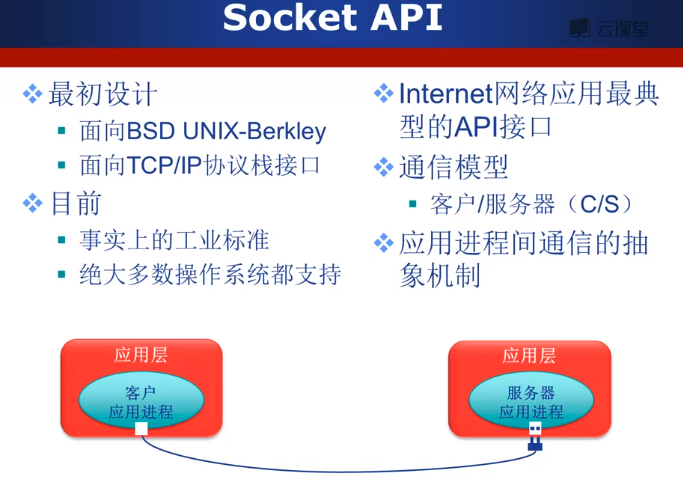 Socket API
云课堂
最初设计
面向BSD UNIX-Berkley
面向TCP/IP协议栈接口
目前
事实上的工业标准
绝大多数操作系统都支持
Internet网络应用最典
型的API接口
通信模型
客户/服务器（C/S）
应用进程间通信的抽
象机制
应用层
客户
应用进程
应用层
服务器
应用进程